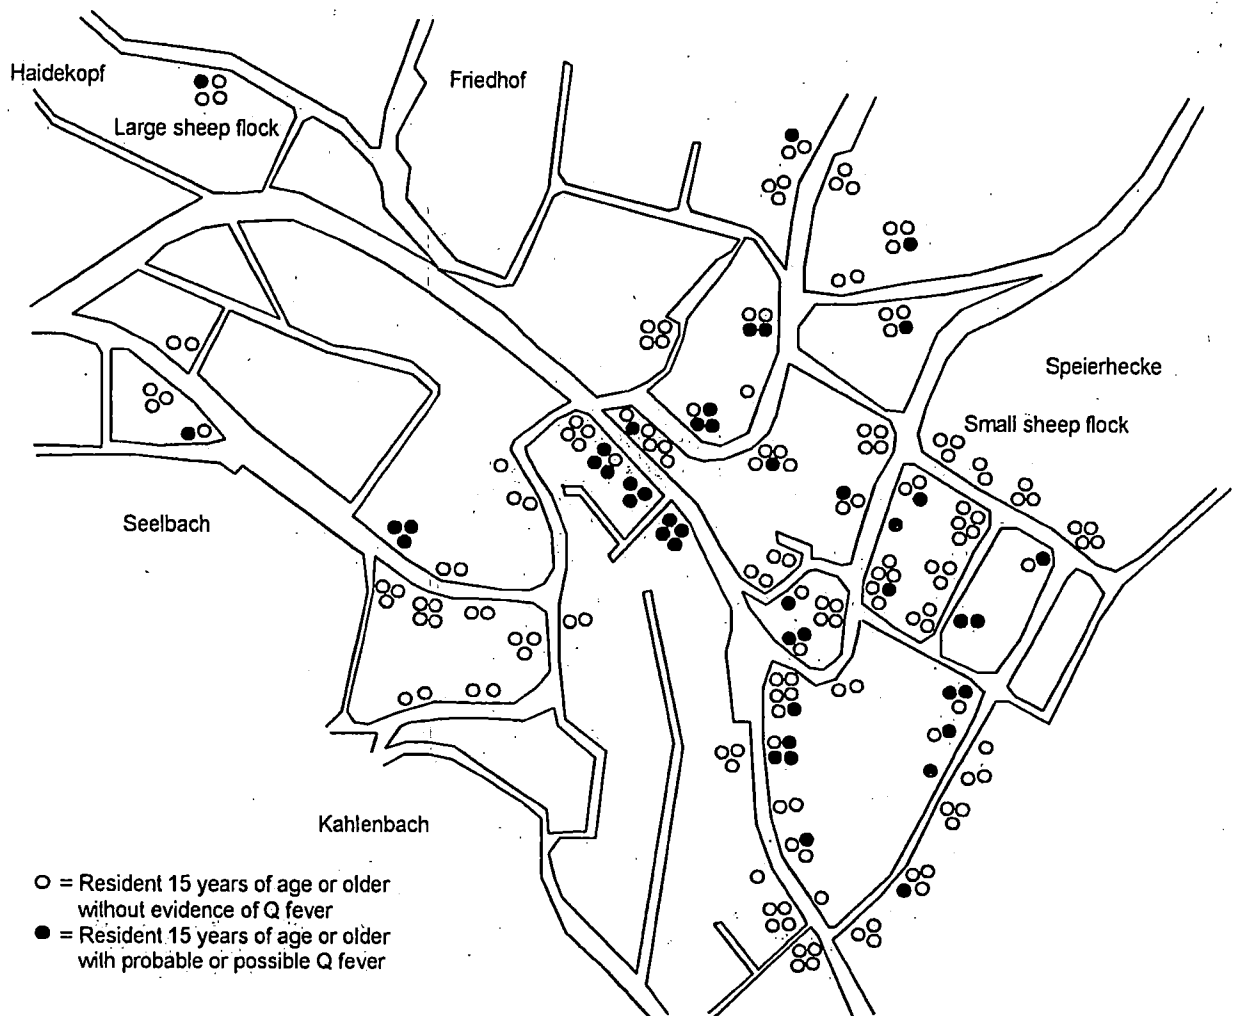 Haidekopf
Friedhof
Large sheep flock
Speierhecke
Small sheep flock
Seelbach
Kahlenbach
O = Resident 15 years of age or older
without evidence of Q fever
● = Resident 15 years of age or older
with probable or possible Q fever